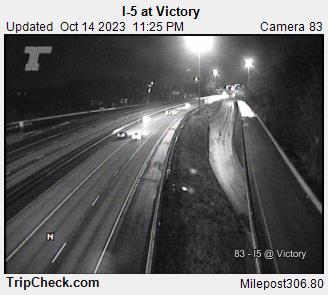 I-5 at Victory
Updated Oct 14 2023 11:25 PM Camera 83
T
N
83 - I5 @ Victory
TripCheck.com Milepost306.80